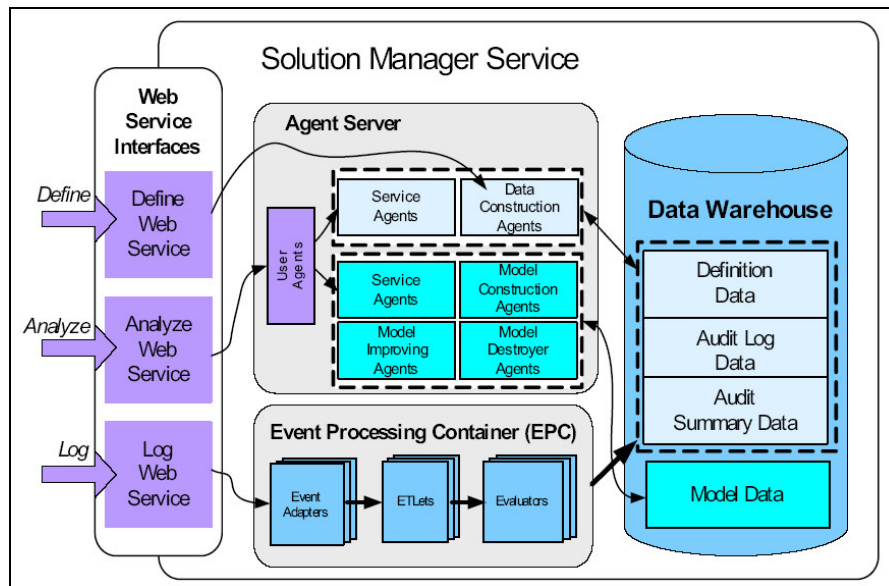 Solution Manager Service
Web
Service
Interfaces
Define
Define
Web
Service
Analyze
Analyze
Web
Service
Log
Log
Web
Service
Agent Server
User
Agents
Service
Agents
Data
Construction
Agents
Service
Agents
Model
Construction
Agents
Model
Improving
Agents
Model
Destroyer
Agents
Event Processing Container (EPC)
Event
Adapters
ETLets
Evaluators
Data Warehouse
Definition
Data
Audit Log
Data
Audit
Summary Data
Model Data